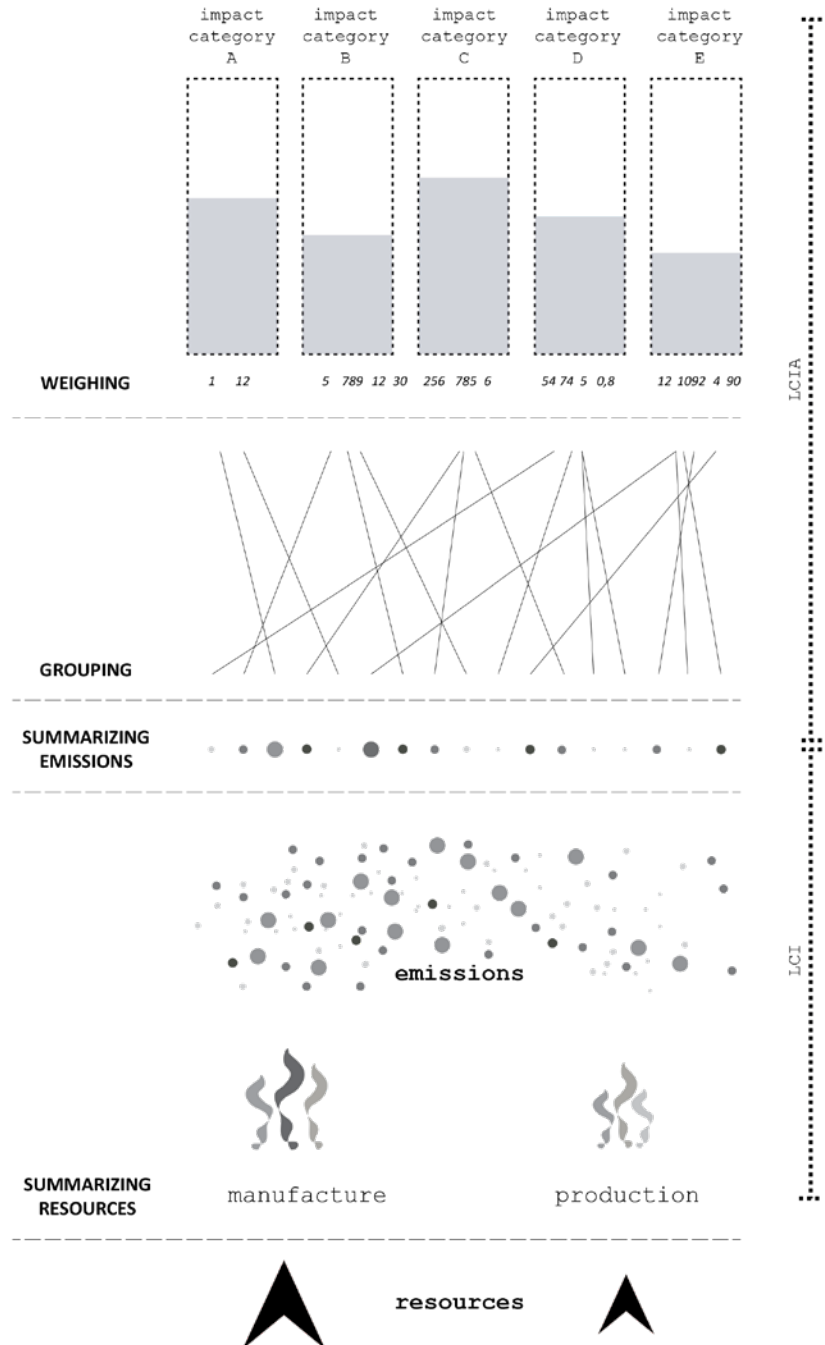 impact category A
impact category B
impact category C
impact category D
impact category E
WEIGHING
1 12
5 789 12 30
256 785 6
54 74 5 0,8
12 1092 4 90
LCIA
GROUPING
SUMMARIZING
EMISSIONS
emissions
LCI
SUMMARIZING
RESOURCES
manufacture
production
resources